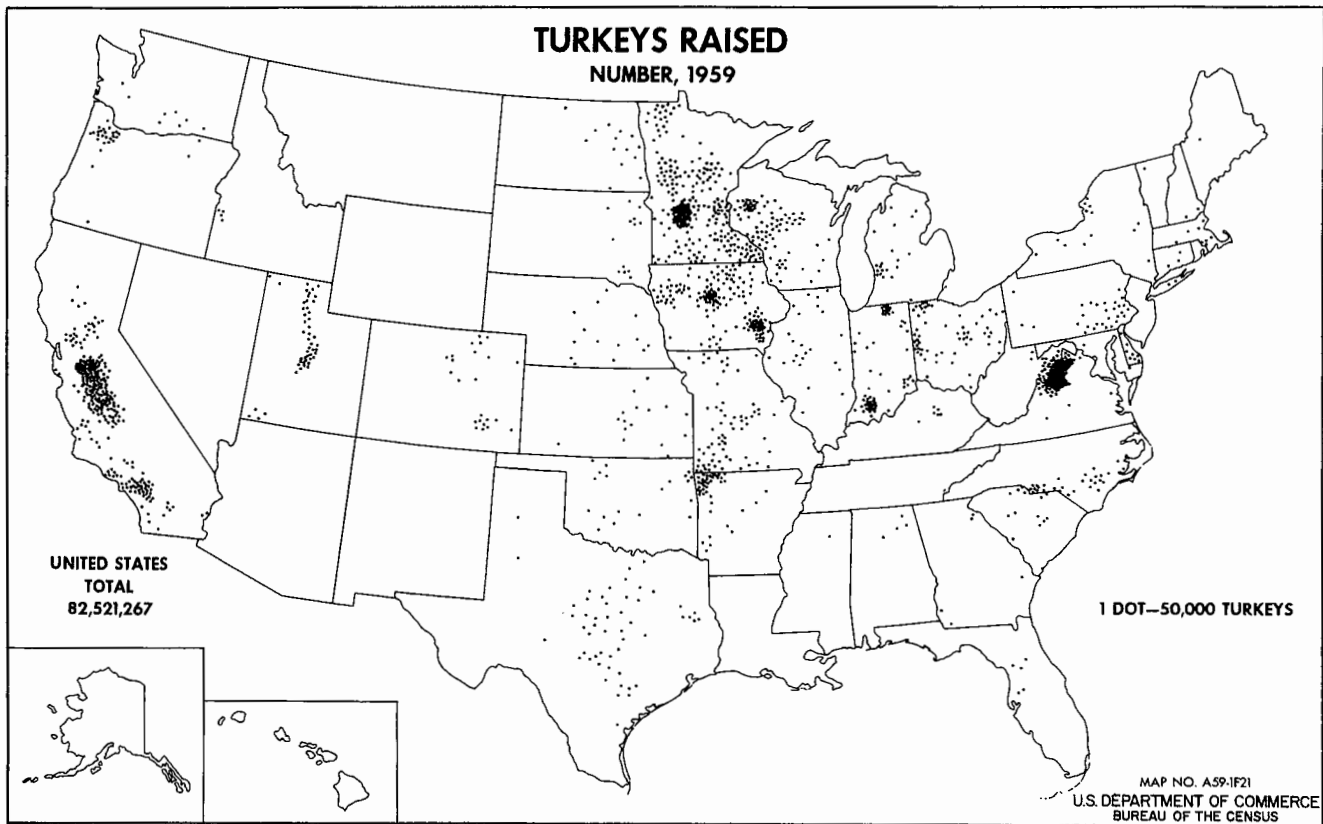 TURKEYS RAISED
NUMBER, 1959
UNITED STATES
TOTAL
82,521,267
1 DOT—50,000 TURKEYS
MAP NO. A59-1F21
U.S. DEPARTMENT OF COMMERCE
BUREAU OF THE CENSUS